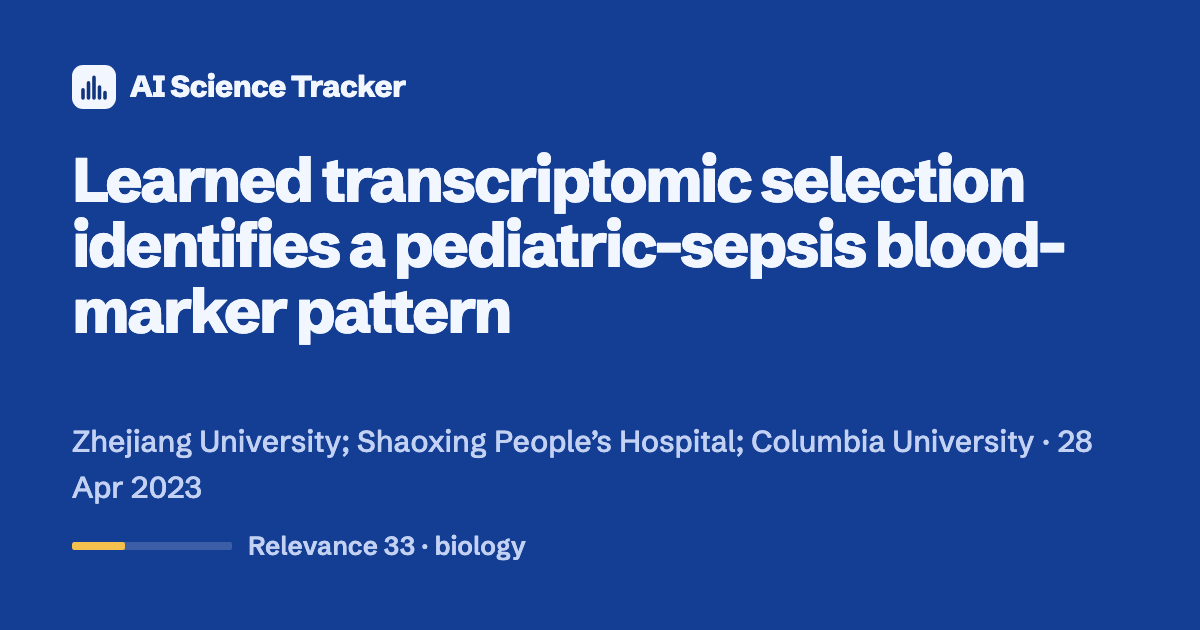 AI Science Tracker
Learned transcriptomic selection
identifies a pediatric-sepsis blood-
marker pattern
Zhejiang University; Shaoxing People’s Hospital; Columbia University · 28
Apr 2023
Relevance 33 · biology